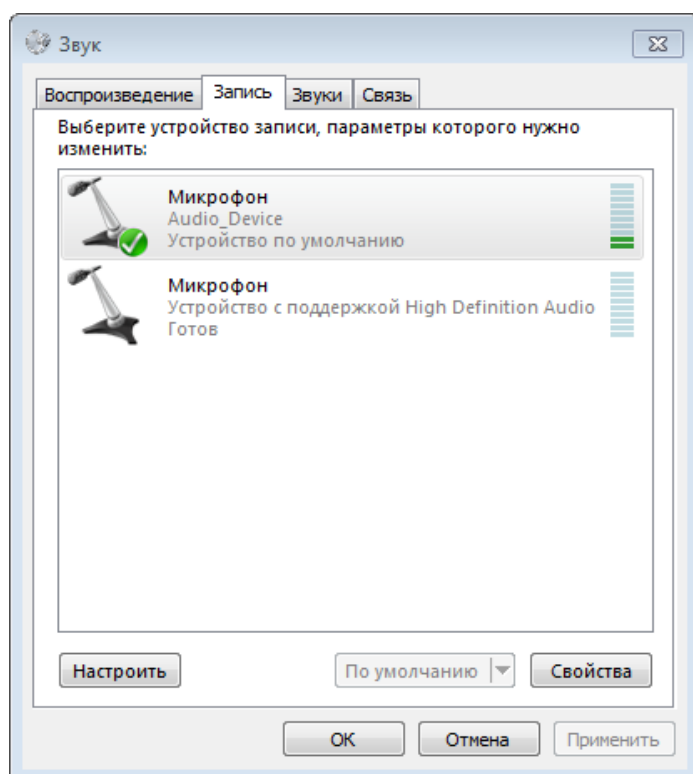 Звук
Воспроизведение Запись Звуки Связь
Выберите устройство записи, параметры которого нужно
изменить:
Микрофон
Audio_Device
Устройство по умолчанию
Микрофон
Устройство с поддержкой High Definition Audio
Готов
Настроить По умолчанию Свойства
ОК Отмена Применить